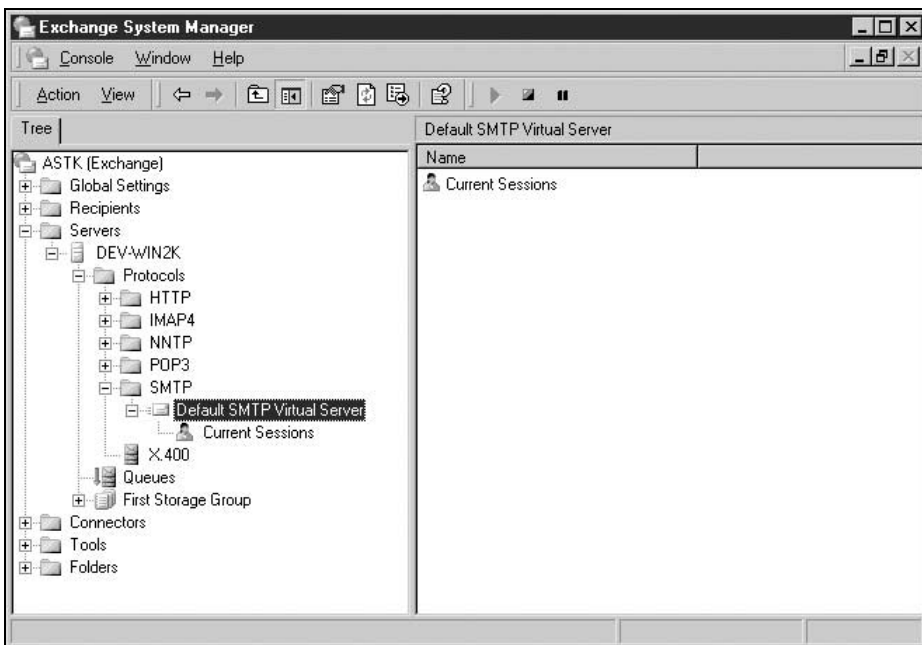 Exchange System Manager
Console Window Help
Action View
Tree
Default SMTP Virtual Server
Name
ASTK (Exchange)
Global Settings
Recipients
Servers
DEV-WIN2K
Protocols
HTTP
IMAP4
NNTP
POP3
SMTP
Default SMTP Virtual Server
Current Sessions
X.400
Queues
First Storage Group
Connectors
Tools
Folders
Current Sessions